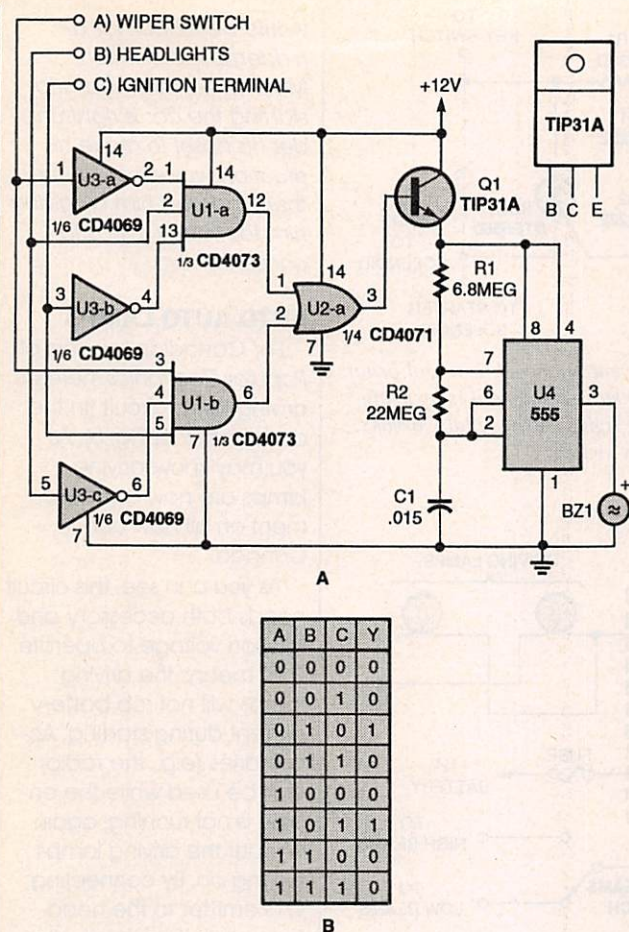 A) WIPER SWITCH
B) HEADLIGHTS
C) IGNITION TERMINAL
+12V
TIP31A
B C E
14
14
1
U3-a
2
1
U1-a
12
2
13
1/6 CD4069
1/3 CD4073
Q1
TIP31A
3
U3-b
4
1/6 CD4069
1
2
14
U2-a
3
7
1/4 CD4071
R1
6.8MEG
8
4
7
R2
22MEG
6
2
U4
555
3
1
3
4
5
U1-b
6
7
1/3 CD4073
5
U3-c
6
1/6 CD4069
7
C1
.015
+
BZ1
A
A B C Y
0 0 0 0
0 0 1 0
0 1 0 1
0 1 1 0
1 0 0 0
1 0 1 1
1 1 0 0
1 1 1 0
B